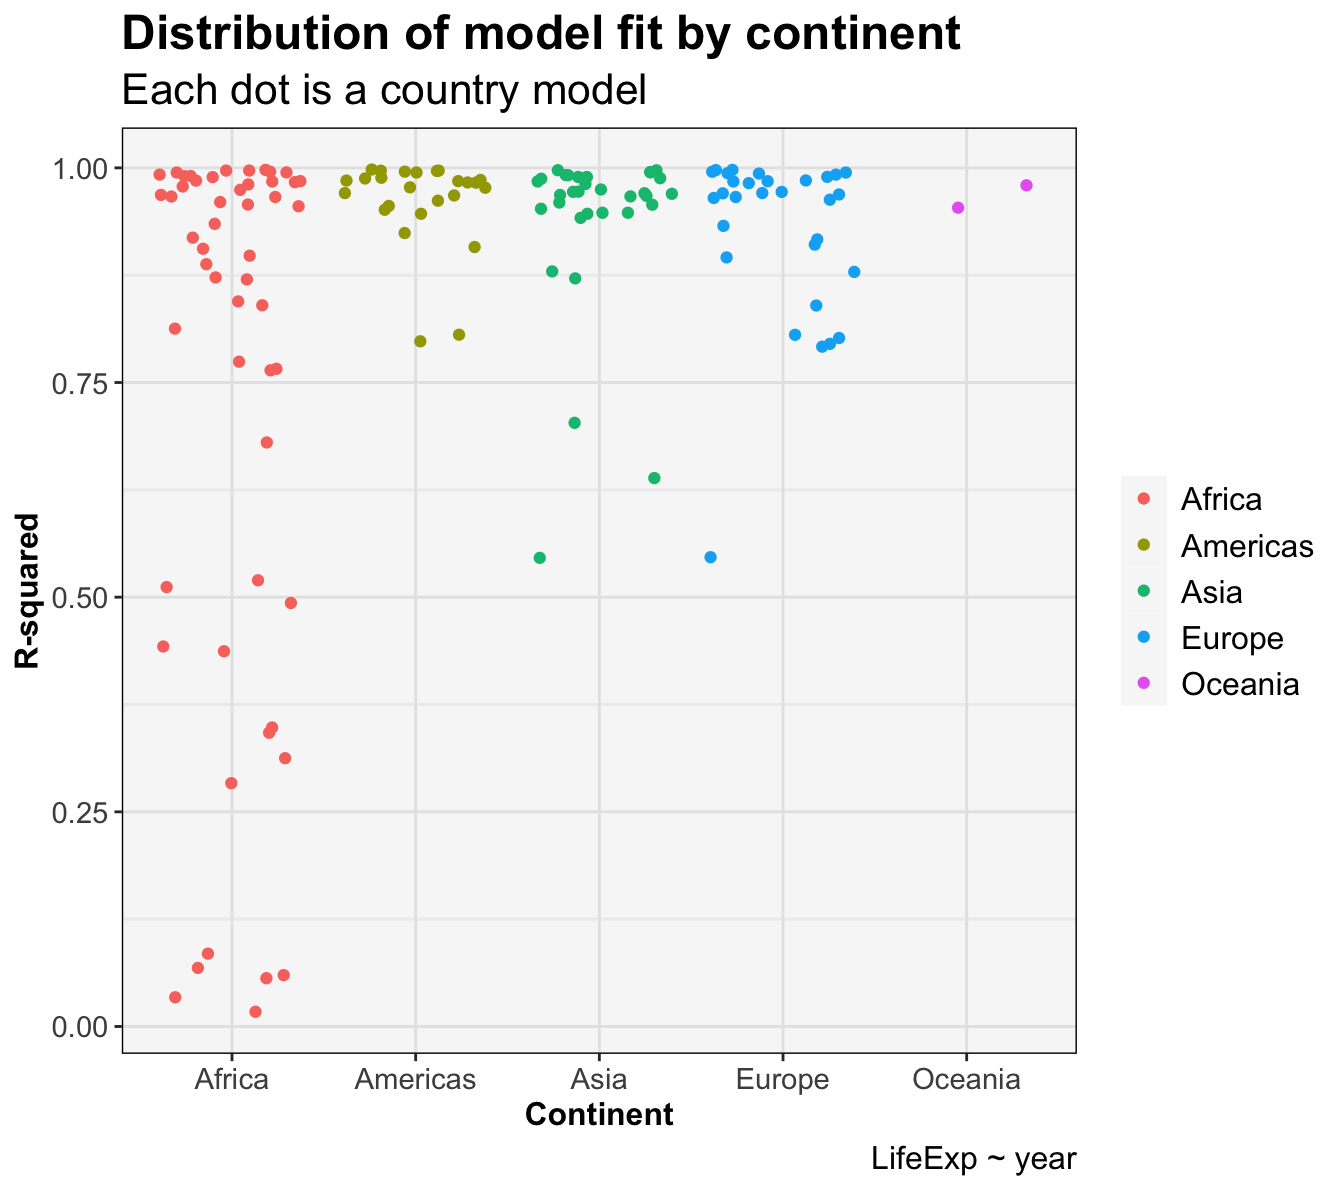 Distribution of model fit by continent
Each dot is a country model
1.00
0.75
0.50
0.25
0.00
R-squared
Africa
Americas
Asia
Europe
Oceania
Continent
LifeExp ~ year
Africa
Americas
Asia
Europe
Oceania